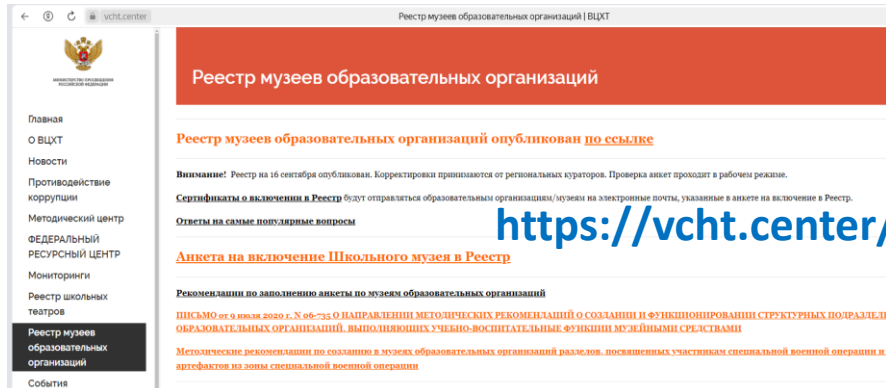 vcht.center
Реестр музеев образовательных организаций | ВЦХТ
МИНИСТЕРСТВО ПРОСВЕЩЕНИЯ
РОССИЙСКОЙ ФЕДЕРАЦИИ
Главная
О ВЦХТ
Новости
Противодействие
коррупции
Методический центр
ФЕДЕРАЛЬНЫЙ
РЕСУРСНЫЙ ЦЕНТР
Мониторинги
Реестр школьных
театров
Реестр музеев
образовательных
организаций
События
Реестр музеев образовательных организаций
Реестр музеев образовательных организаций опубликован по ссылке
Внимание! Реестр на 16 сентября опубликован. Корректировки принимаются от региональных кураторов. Проверка анкет проходит в рабочем режиме.
Сертификаты о включении в Реестр будут отправляться образовательным организациям/музеям на электронные почты, указанные в анкете на включение в Реестр.
Ответы на самые популярные вопросы
https://vcht.center/
Анкета на включение Школьного музея в Реестр
Рекомендации по заполнению анкеты по музеям образовательных организаций
ПИСЬМО от 9 июля 2020 г. N 06-735 О НАПРАВЛЕНИИ МЕТОДИЧЕСКИХ РЕКОМЕНДАЦИЙ О СОЗДАНИИ И ФУНКЦИОНИРОВАНИИ СТРУКТУРНЫХ ПОДРАЗДЕЛЕ
ОБРАЗОВАТЕЛЬНЫХ ОРГАНИЗАЦИЙ, ВЫПОЛНЯЮЩИХ УЧЕБНО-ВОСПИТАТЕЛЬНЫЕ ФУНКЦИИ МУЗЕЙНЫМИ СРЕДСТВАМИ
Методические рекомендации по созданию в музеях образовательных организаций разделов, посвященных участникам специальной военной операции и
артефактов из зоны специальной военной операции